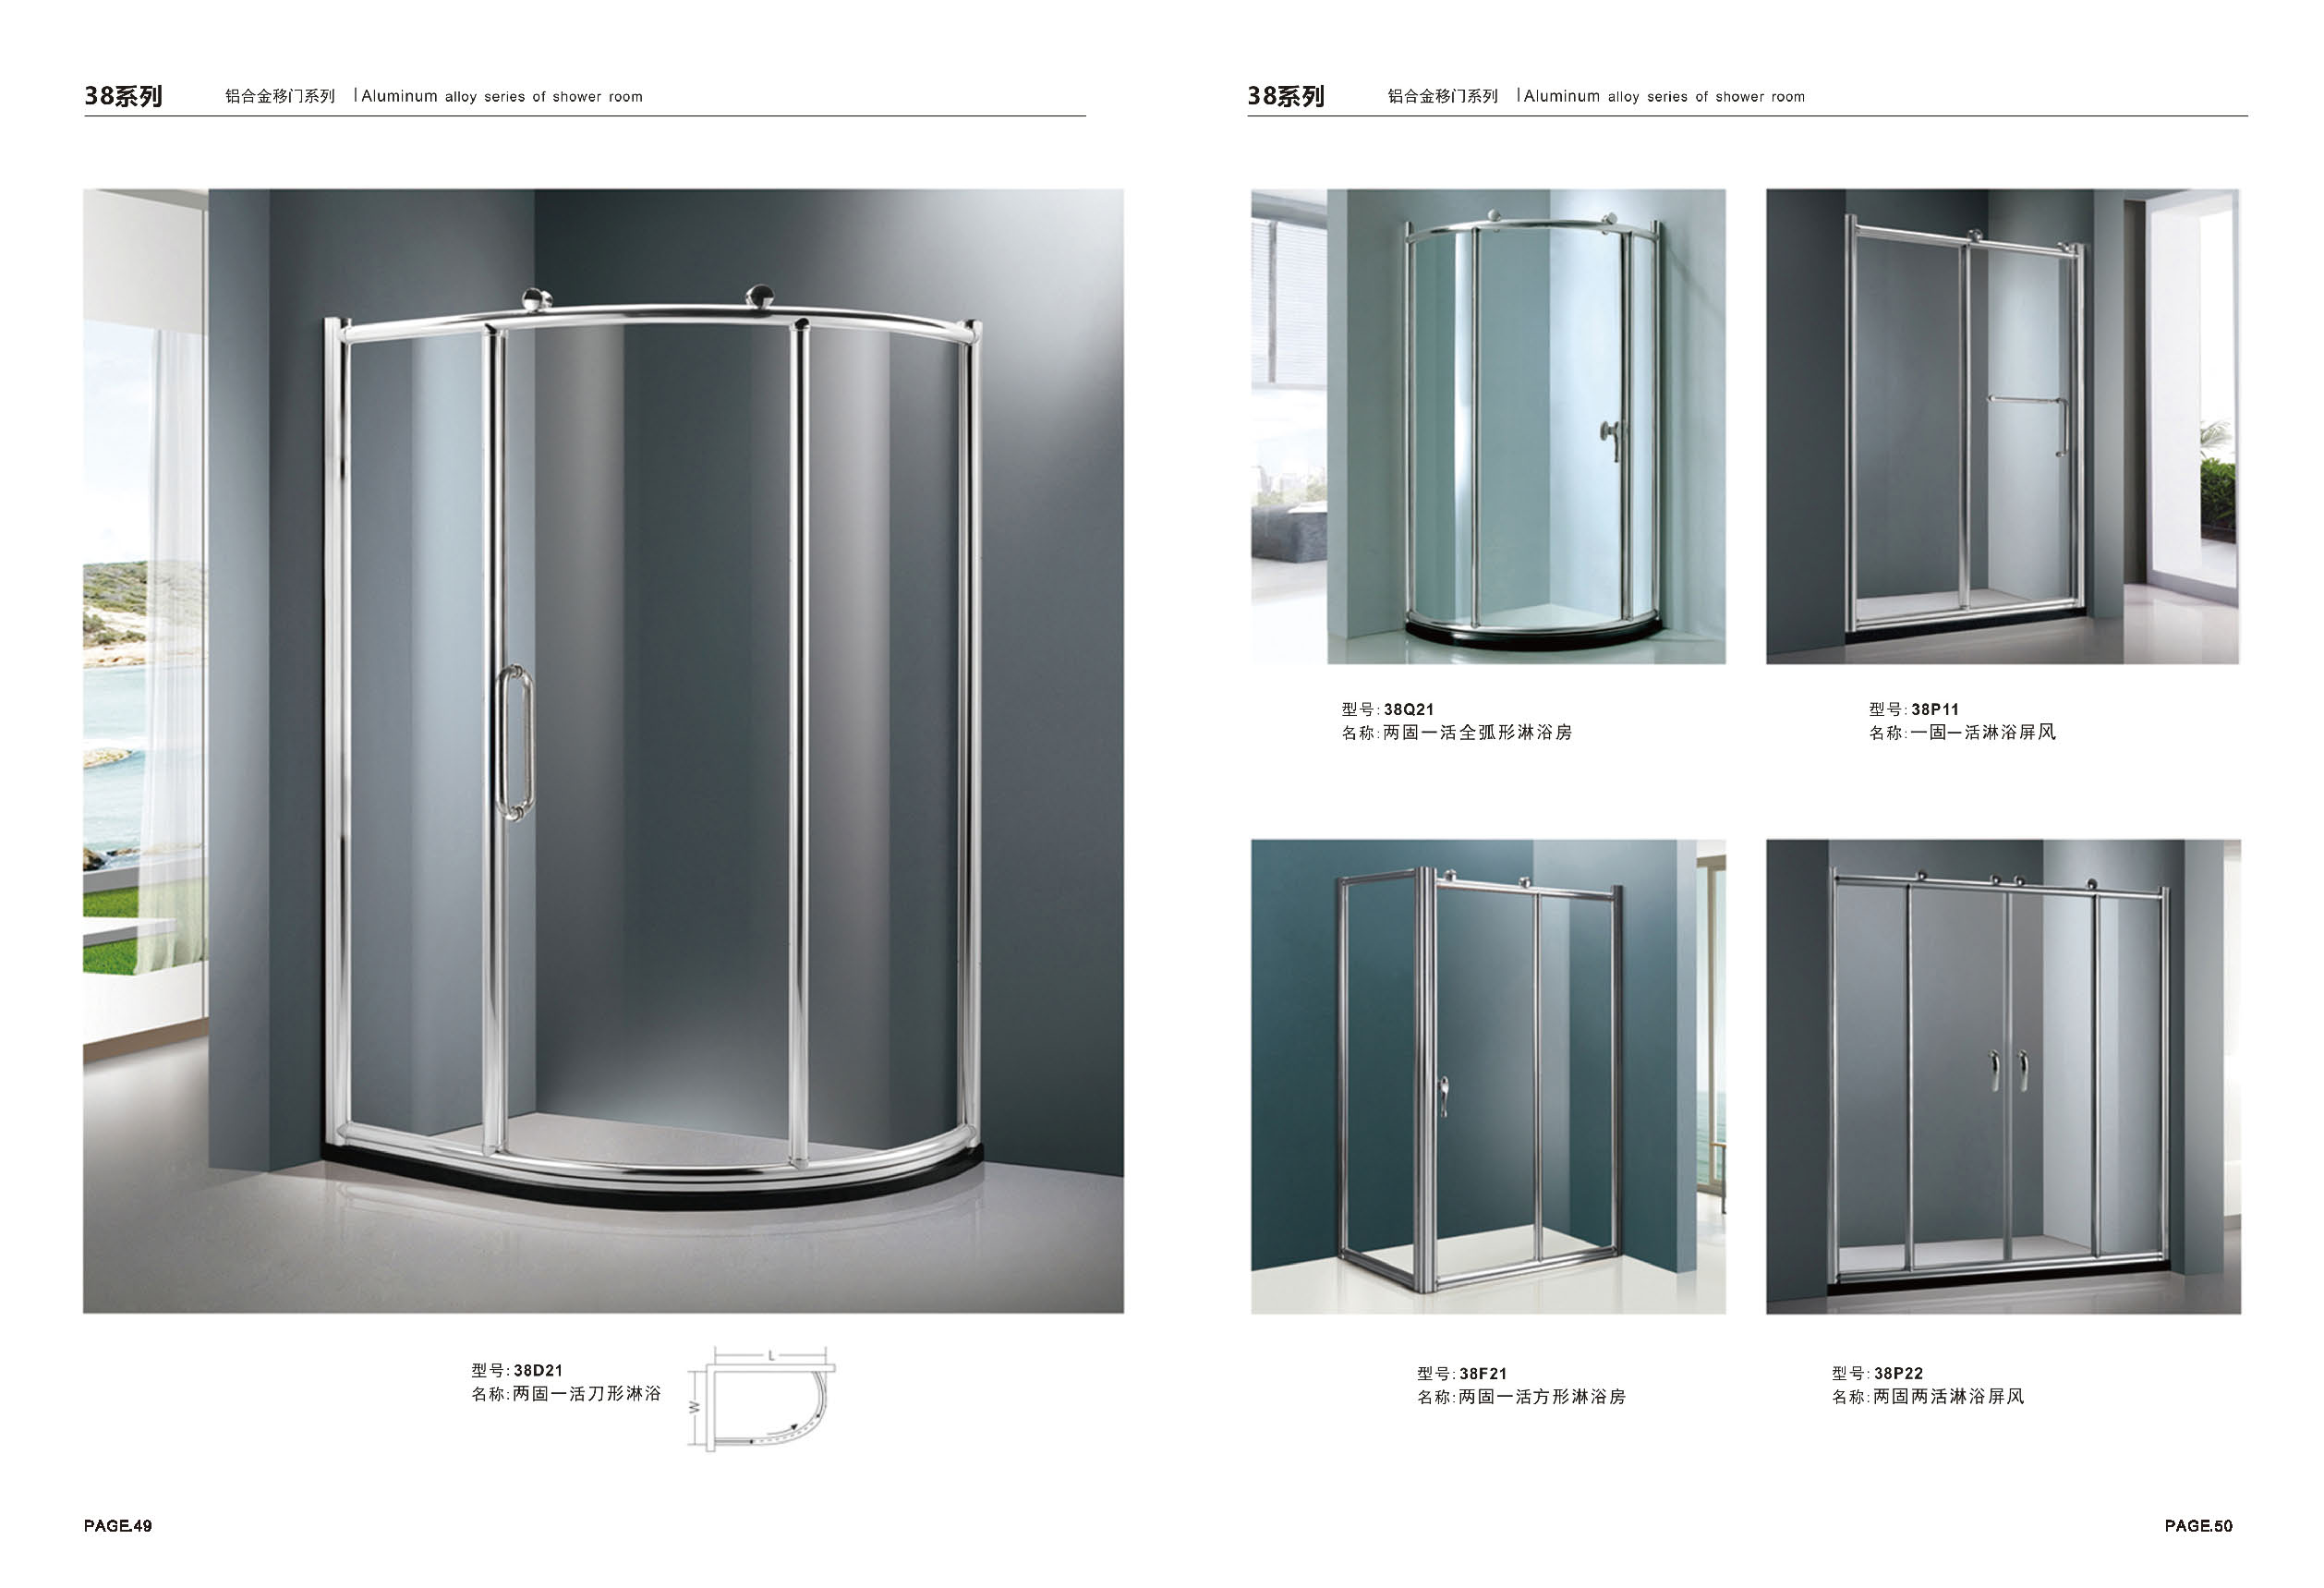 38系列 铝合金移门系列 | Aluminum alloy series of shower room
L
W
型号: 38D21
名称:两固一活刀形淋浴
PAGE.49
38系列 铝合金移门系列 | Aluminum alloy series of shower room
型号: 38Q21
名称:两固一活全弧形淋浴房
型号: 38P11
名称:一固一活淋浴屏风
型号: 38F21
名称:两固一活方形淋浴房
型号: 38P22
名称:两固两活淋浴屏风
PAGE.50